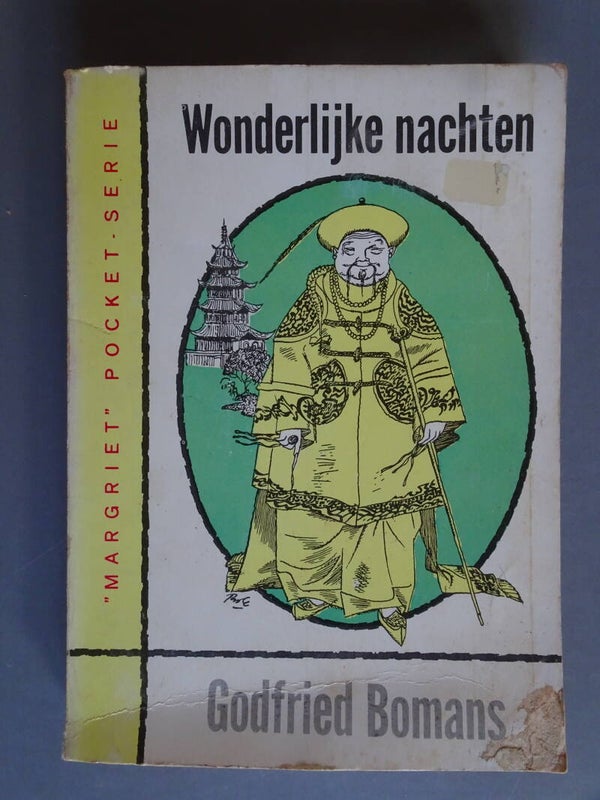 Wonderlijke nachten
"MARGRIET" POCKET-SERIE
Godfried Bomans